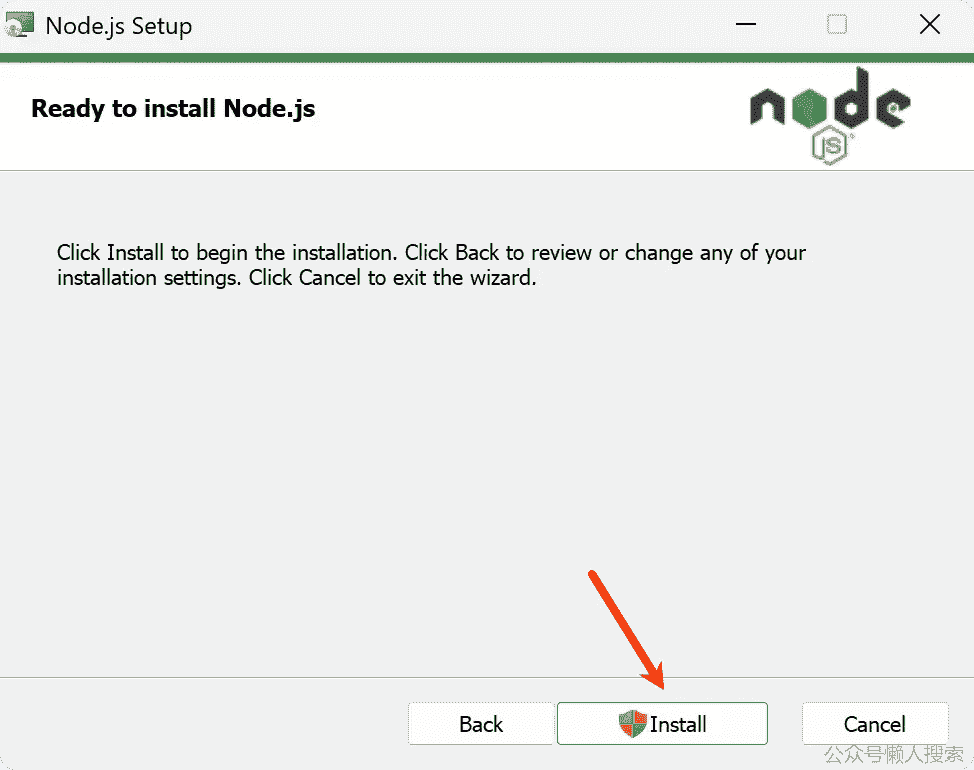 Node.js Setup
Ready to install Node.js
node
JS
Click Install to begin the installation. Click Back to review or change any of your
installation settings. Click Cancel to exit the wizard.
Back
Install
Cancel
公众号懒人搜索